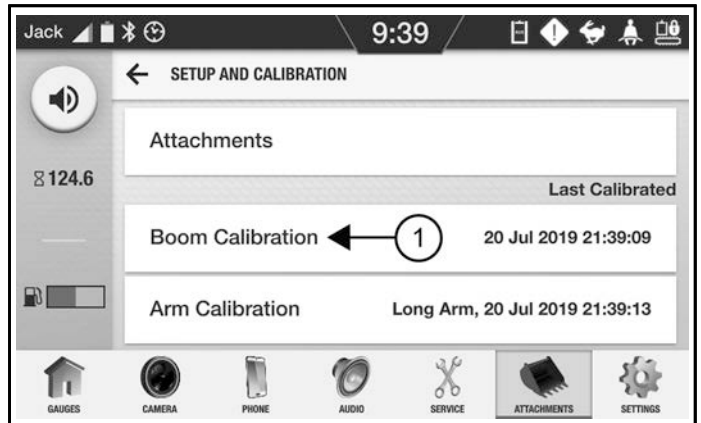 Jack 9:39
SETUP AND CALIBRATION
Attachments
124.6
Last Calibrated
Boom Calibration 1 20 Jul 2019 21:39:09
Arm Calibration Long Arm, 20 Jul 2019 21:39:13
GAUGES CAMERA PHONE AUDIO SERVICE ATTACHMENTS SETTINGS